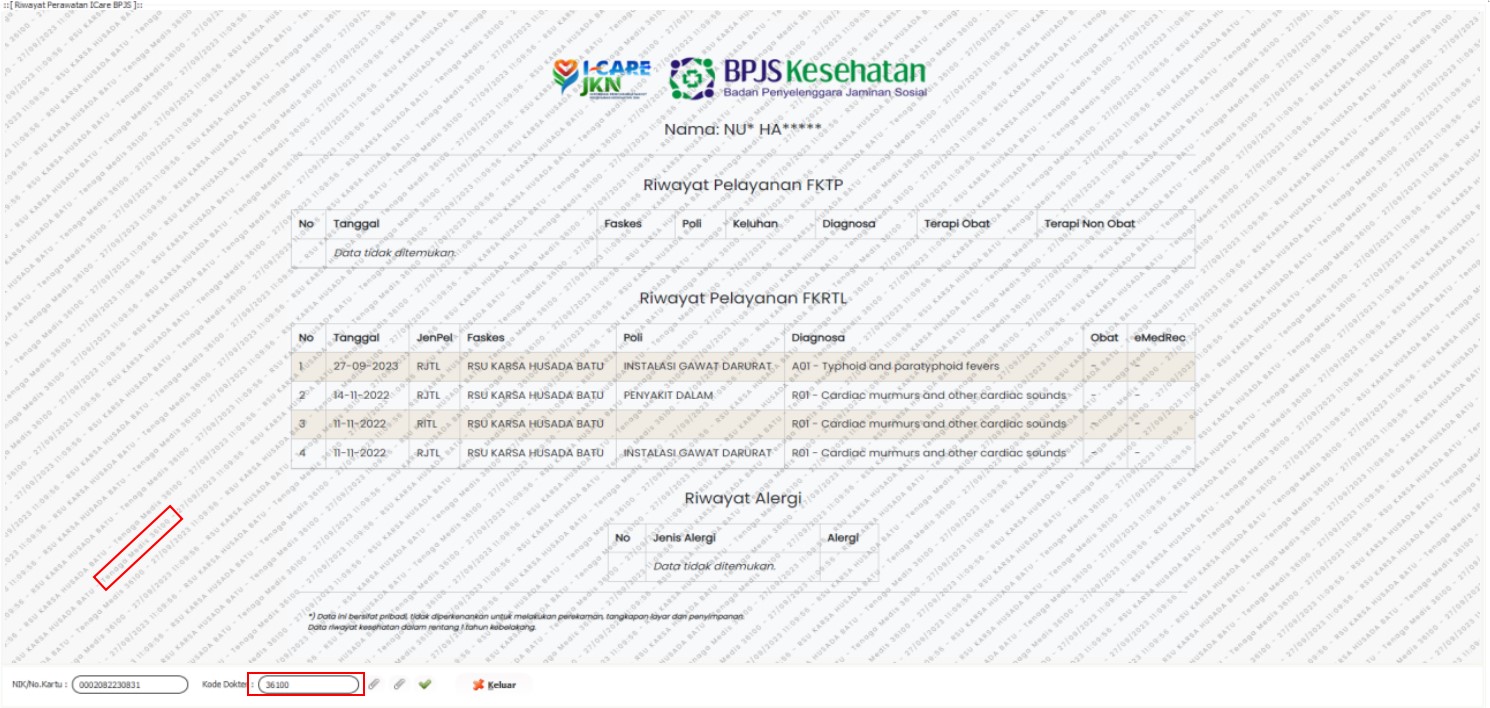 ::[ Riwayat Perawatan ICare BPJS ]::
I-CARE JKN
BPJS Kesehatan
Badan Penyelenggara Jaminan Sosial
Nama: NU* HA*****
Riwayat Pelayanan FKTP
No Tanggal Faskes Poli Keluhan Diagnosa Terapi Obat Terapi Non Obat
Data tidak ditemukan.
Riwayat Pelayanan FKRTL
No Tanggal JenPel Faskes Poli Diagnosa Obat eMedRec
1 27-09-2023 RJTL RSU KARSA HUSADA BATU INSTALASI GAWAT DARURAT A01 - Typhoid and paratyphoid fevers - -
2 14-11-2022 RJTL RSU KARSA HUSADA BATU PENYAKIT DALAM R01 - Cardiac murmurs and other cardiac sounds - -
3 11-11-2022 RITL RSU KARSA HUSADA BATU R01 - Cardiac murmurs and other cardiac sounds - -
4 11-11-2022 RJTL RSU KARSA HUSADA BATU INSTALASI GAWAT DARURAT R01 - Cardiac murmurs and other cardiac sounds - -
Riwayat Alergi
No Jenis Alergi Alergi
Data tidak ditemukan.
*) Data ini bersifat pribadi, tidak diperkenankan untuk melakukan perekaman, tangkapan layar dan penyimpanan.
Data riwayat kesehatan dalam rentang 1 tahun kebelakang.
RSU KARSA HUSADA BATU - Tenaga Medis 36100 - 27/09/2023 11:09:56
NIK/No.Kartu : 0002082230831 Kode Dokter : 36100 Keluar